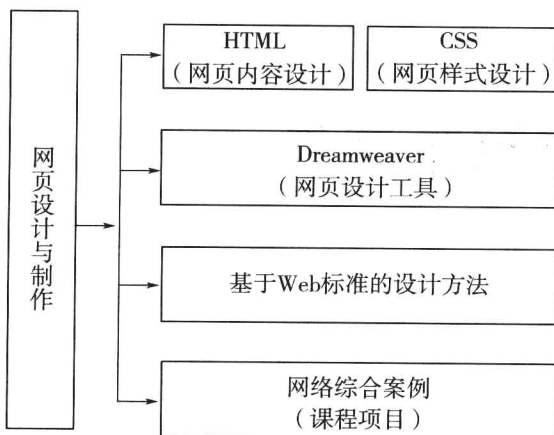 网页设计与制作
HTML
（网页内容设计）
CSS
（网页样式设计）
Dreamweaver
（网页设计工具）
基于Web标准的设计方法
网络综合案例
（课程项目）